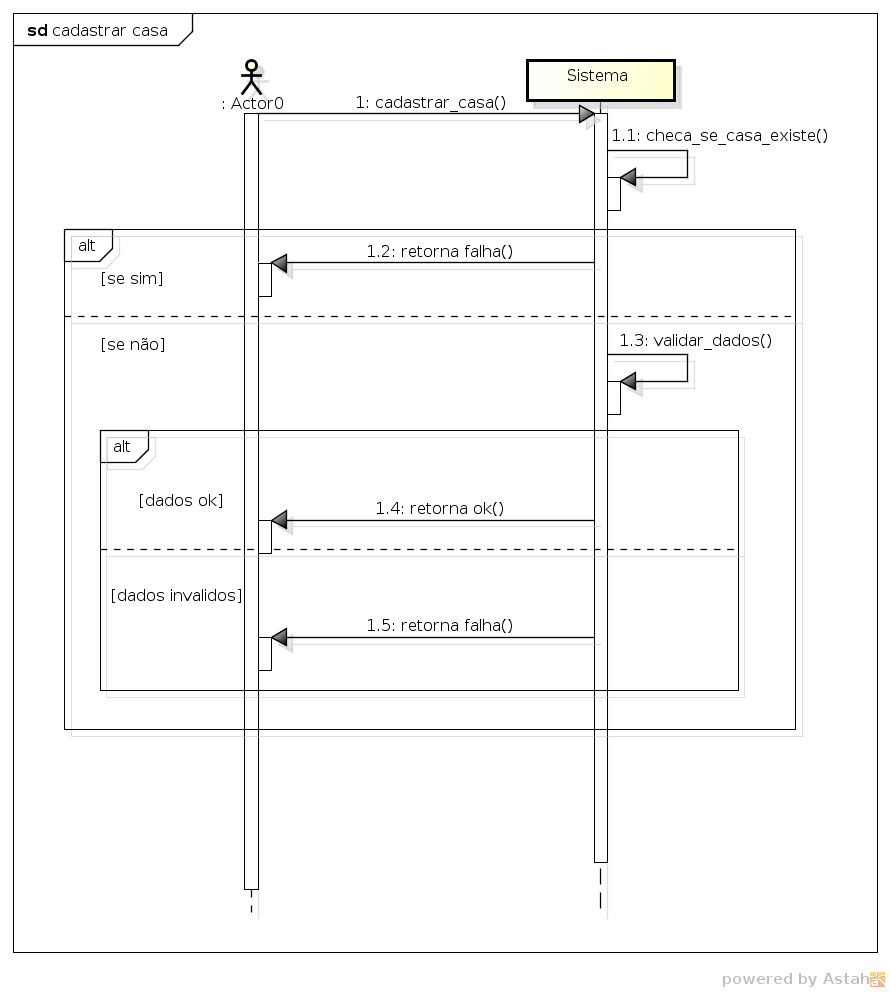 sd cadastrar casa
: Actor0
Sistema
1: cadastrar_casa()
1.1: checa_se_casa_existe()
alt
1.2: retorna falha()
[se sim]
[se não]
1.3: validar_dados()
alt
[dados ok]
1.4: retorna ok()
[dados invalidos]
1.5: retorna falha()
powered by Astah